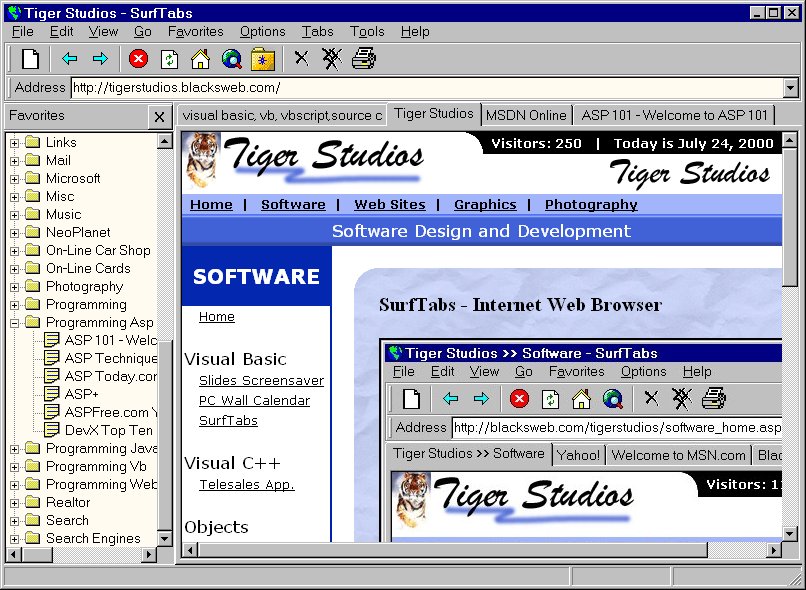 Tiger Studios - SurfTabs
File Edit View Go Favorites Options Tabs Tools Help
Address http://tigerstudios.blacksweb.com/
Favorites
visual basic, vb, vbscript,source c Tiger Studios MSDN Online ASP 101 - Welcome to ASP 101
Links
Mail
Microsoft
Misc
Music
NeoPlanet
On-Line Car Shop
On-Line Cards
Photography
Programming
Programming Asp
ASP 101 - Welc
ASP Technique
ASP Today.cor
ASP+
ASPFree.com Y
DevX Top Ten
Programming Java
Programming Vb
Programming Web
Realtor
Search
Search Engines
Tiger Studios
Visitors: 250 | Today is July 24, 2000
Tiger Studios
Home | Software | Web Sites | Graphics | Photography
Software Design and Development
SOFTWARE
Home
Visual Basic
Slides Screensaver
PC Wall Calendar
SurfTabs
Visual C++
Telesales App.
Objects
SurfTabs - Internet Web Browser
Tiger Studios >> Software - SurfTabs
File Edit View Go Favorites Options Help
Address http://blacksweb.com/tigerstudios/software_home.asp
Tiger Studios >> Software Yahoo! Welcome to MSN.com Blac
Tiger Studios
Visitors: 11